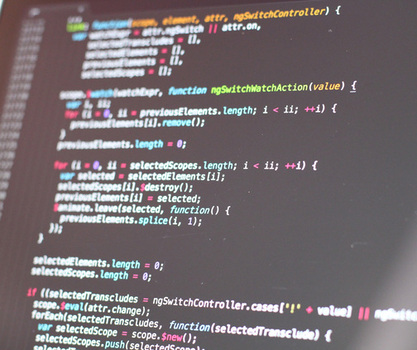 link: function(scope, element, attr, ngSwitchController) {
var watchExpr = attr.ngSwitch || attr.on,
selectedTranscludes = [],
selectedElements = [],
previousElements = [],
selectedScopes = [];
scope.$watch(watchExpr, function ngSwitchWatchAction(value) {
var i, ii;
for (i = 0, ii = previousElements.length; i < ii; ++i) {
previousElements[i].remove();
}
previousElements.length = 0;
for (i = 0, ii = selectedScopes.length; i < ii; ++i) {
var selected = selectedElements[i];
selectedScopes[i].$destroy();
previousElements[i] = selected;
$animate.leave(selected, function() {
previousElements.splice(i, 1);
});
}
selectedElements.length = 0;
selectedScopes.length = 0;
if ((selectedTranscludes = ngSwitchController.cases['!' + value] ||
scope.$eval(attr.change);
forEach(selectedTranscludes, function(selectedTransclude) {
var selectedScope = scope.$new();
selectedScopes.push(selectedScope);